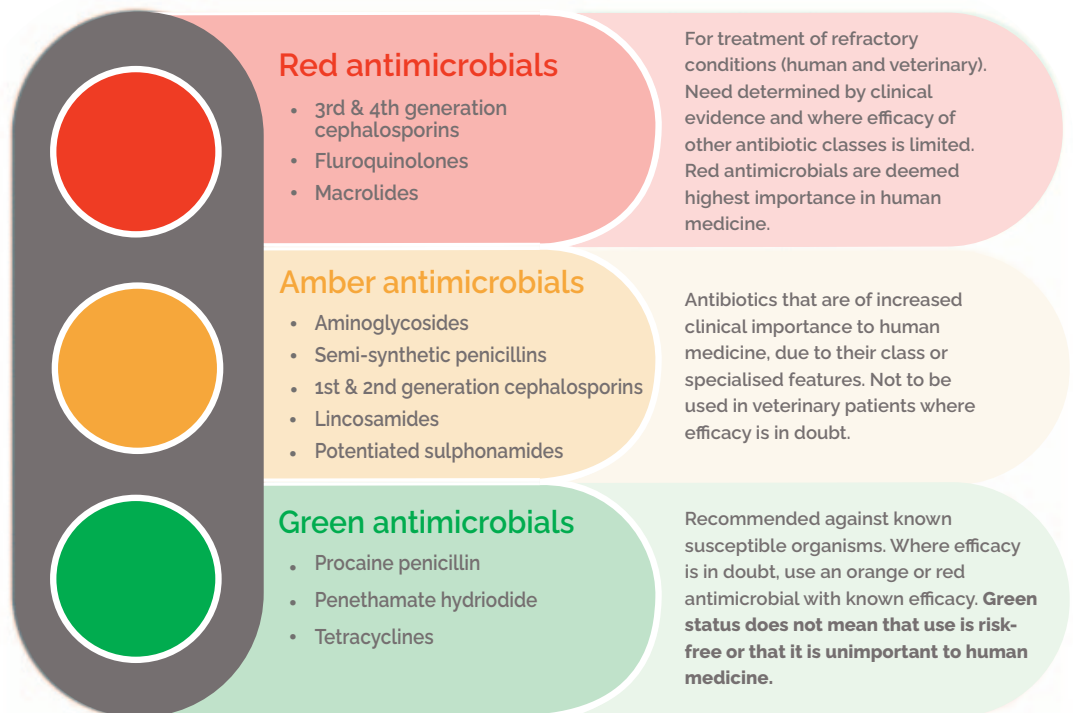 Red antimicrobials
• 3rd & 4th generation
cephalosporins
• Fluroquinolones
• Macrolides
For treatment of refractory
conditions (human and veterinary).
Need determined by clinical
evidence and where efficacy of
other antibiotic classes is limited.
Red antimicrobials are deemed
highest importance in human
medicine.
Amber antimicrobials
• Aminoglycosides
• Semi-synthetic penicillins
• 1st & 2nd generation cephalosporins
• Lincosamides
• Potentiated sulphonamides
Antibiotics that are of increased
clinical importance to human
medicine, due to their class or
specialised features. Not to be
used in veterinary patients where
efficacy is in doubt.
Green antimicrobials
• Procaine penicillin
• Penethamate hydriodide
• Tetracyclines
Recommended against known
susceptible organisms. Where efficacy
is in doubt, use an orange or red
antimicrobial with known efficacy. Green
status does not mean that use is risk-
free or that it is unimportant to human
medicine.